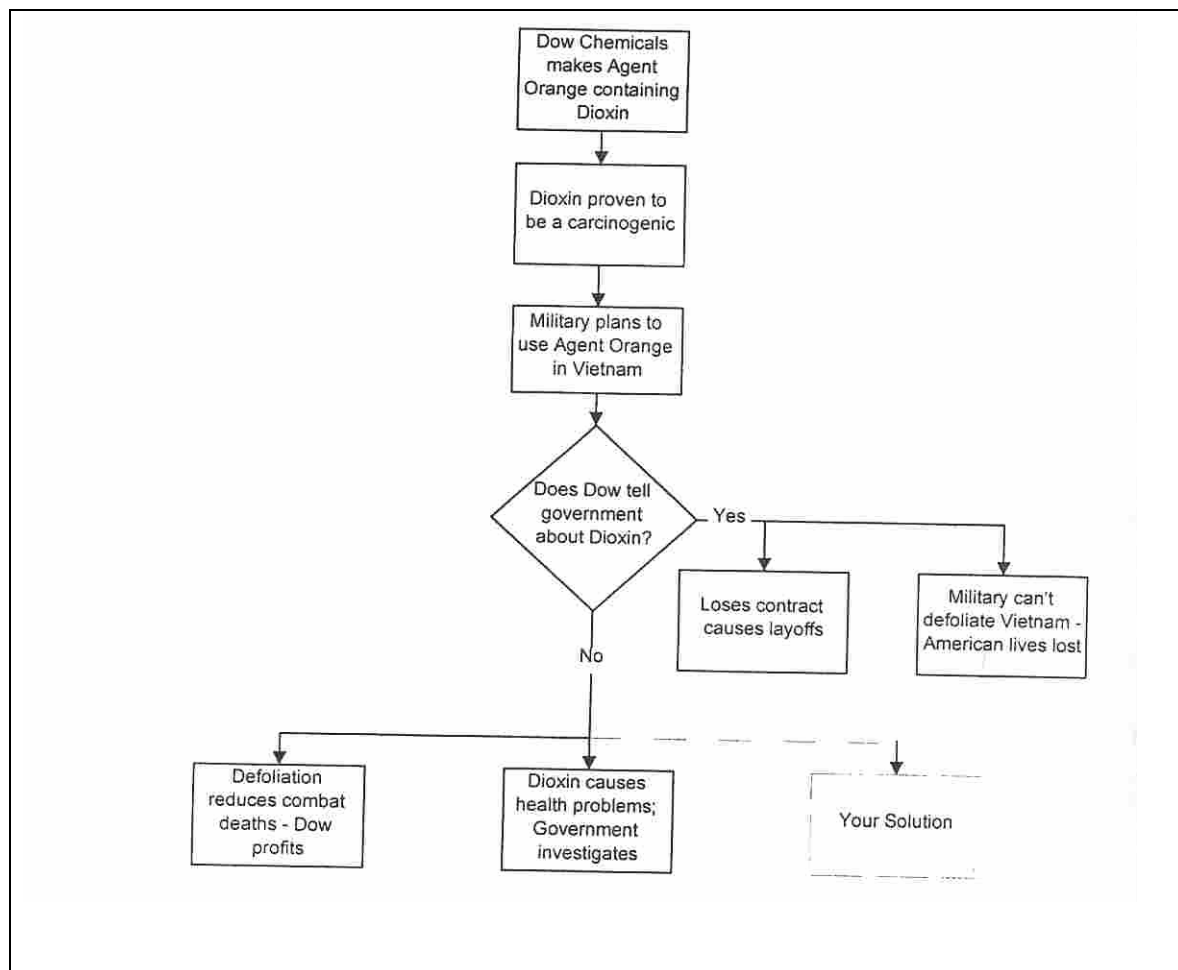 Dow Chemicals
makes Agent
Orange containing
Dioxin
Dioxin proven to
be a carcinogenic
Military plans to
use Agent Orange
in Vietnam
Does Dow tell
government
about Dioxin?
Yes
Loses contract
causes layoffs
Military can't
defoliate Vietnam -
American lives lost
No
Defoliation
reduces combat
deaths - Dow
profits
Dioxin causes
health problems;
Government
investigates
Your Solution